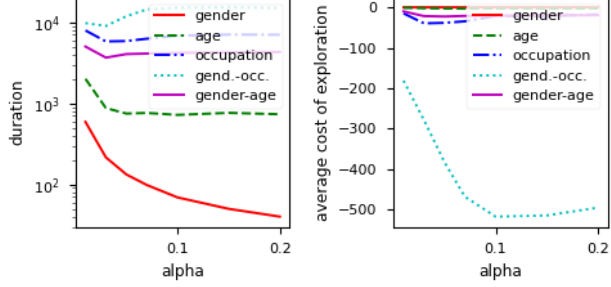 duration
10⁴
10³
10²
gender
age
occupation
gend.-occ.
gender-age
0.1
0.2
alpha
average cost of exploration
0
−100
−200
−300
−400
−500
gender
age
occupation
gend.-occ.
gender-age
0.1
0.2
alpha